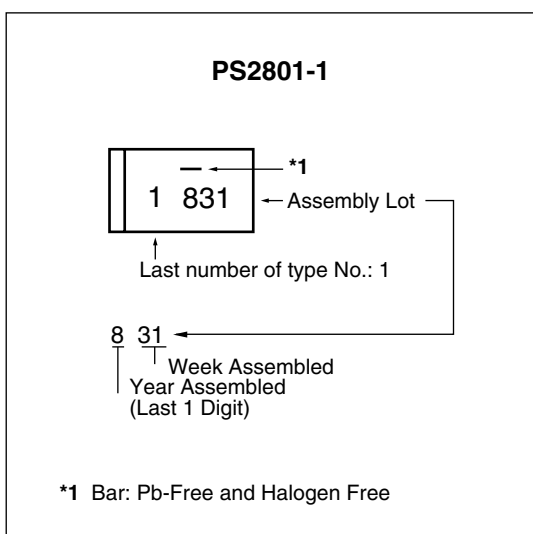 PS2801-1
*1
1 831
Assembly Lot
Last number of type No.: 1
8 31
Week Assembled
Year Assembled
(Last 1 Digit)
*1 Bar: Pb-Free and Halogen Free